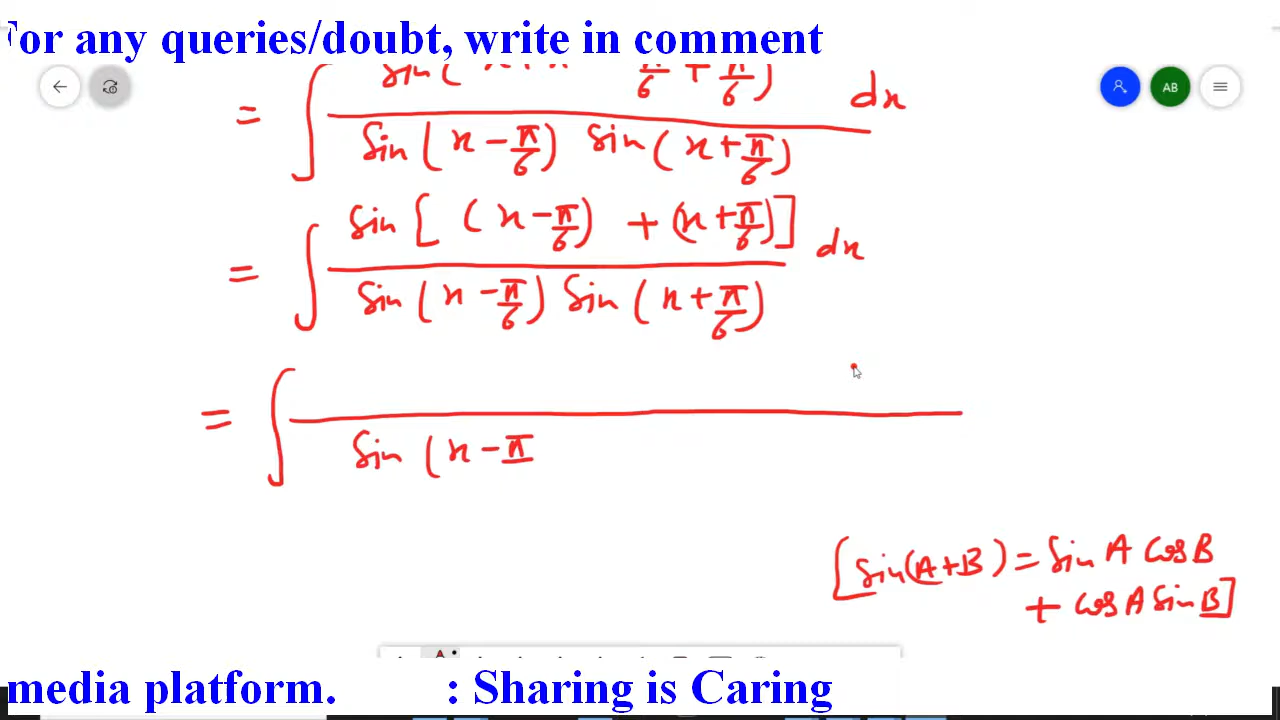 For any queries/doubt, write in comment
sin( x+x π/6 + π/6 )
= ∫ dx
sin( x - π/6 ) sin( x + π/6 )
sin[ ( x - π/6 ) + ( x + π/6 ) ]
= ∫ dx
sin( x - π/6 ) sin( x + π/6 )
= ∫
sin ( x - π
[sin(A+B) = sin A cos B
+ cos A sin B]
AB
media platform. : Sharing is Caring